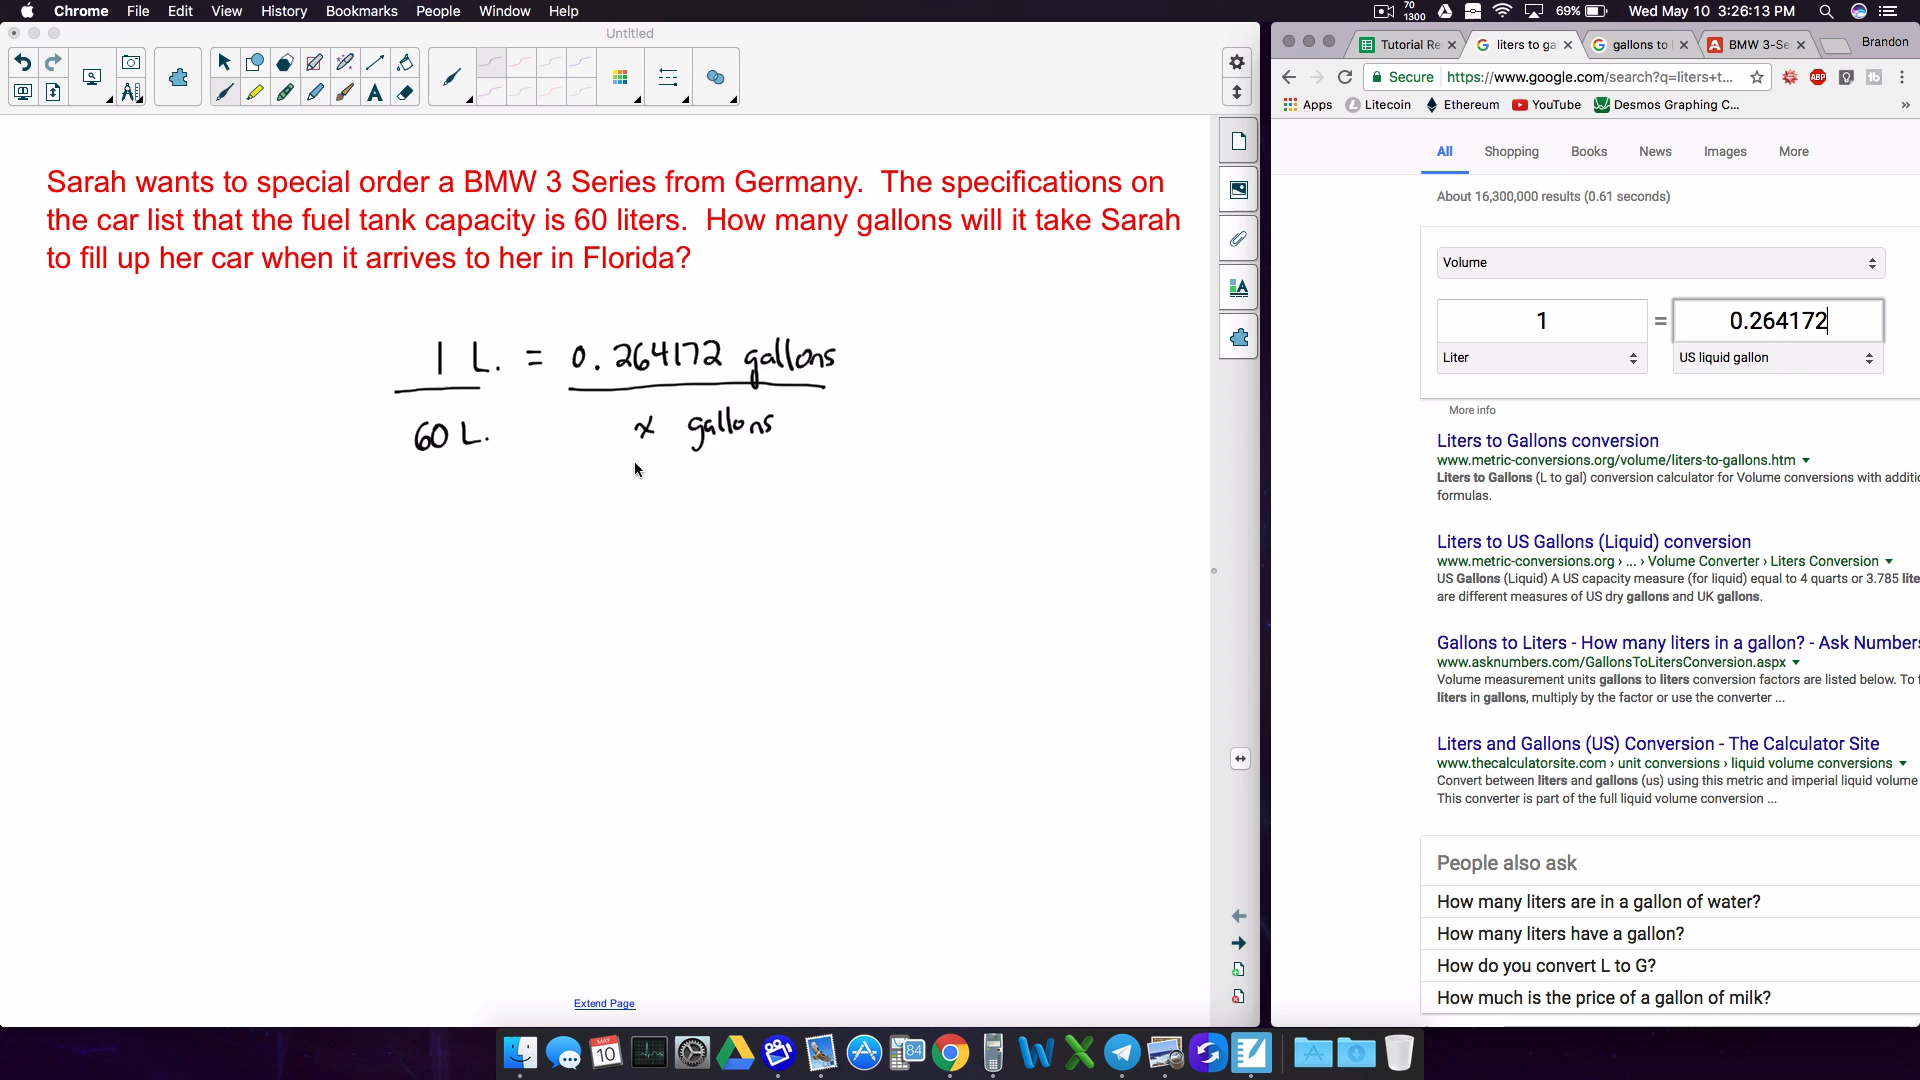 Chrome File Edit View History Bookmarks People Window Help
70
1300
69% Wed May 10 3:26:13 PM
Untitled
Tutorial Re
liters to ga
gallons to
BMW 3-Se
Brandon
Secure https://www.google.com/search?q=liters+t...
ABP
Apps Litecoin Ethereum YouTube Desmos Graphing C... »
All Shopping Books News Images More
About 16,300,000 results (0.61 seconds)
Volume
1 = 0.264172
Liter US liquid gallon
More info
Liters to Gallons conversion
www.metric-conversions.org/volume/liters-to-gallons.htm
Liters to Gallons (L to gal) conversion calculator for Volume conversions with additio
formulas.
Liters to US Gallons (Liquid) conversion
www.metric-conversions.org › ... › Volume Converter › Liters Conversion
US Gallons (Liquid) A US capacity measure (for liquid) equal to 4 quarts or 3.785 lite
are different measures of US dry gallons and UK gallons.
Gallons to Liters - How many liters in a gallon? - Ask Numbers
www.asknumbers.com/GallonsToLitersConversion.aspx
Volume measurement units gallons to liters conversion factors are listed below. To f
liters in gallons, multiply by the factor or use the converter ...
Liters and Gallons (US) Conversion - The Calculator Site
www.thecalculatorsite.com › unit conversions › liquid volume conversions
Convert between liters and gallons (us) using this metric and imperial liquid volume
This converter is part of the full liquid volume conversion ...
People also ask
How many liters are in a gallon of water?
How many liters have a gallon?
How do you convert L to G?
How much is the price of a gallon of milk?
Sarah wants to special order a BMW 3 Series from Germany. The specifications on
the car list that the fuel tank capacity is 60 liters. How many gallons will it take Sarah
to fill up her car when it arrives to her in Florida?
1 L. = 0.264172 gallons
60 L. x gallons
Extend Page
MAY
10
84